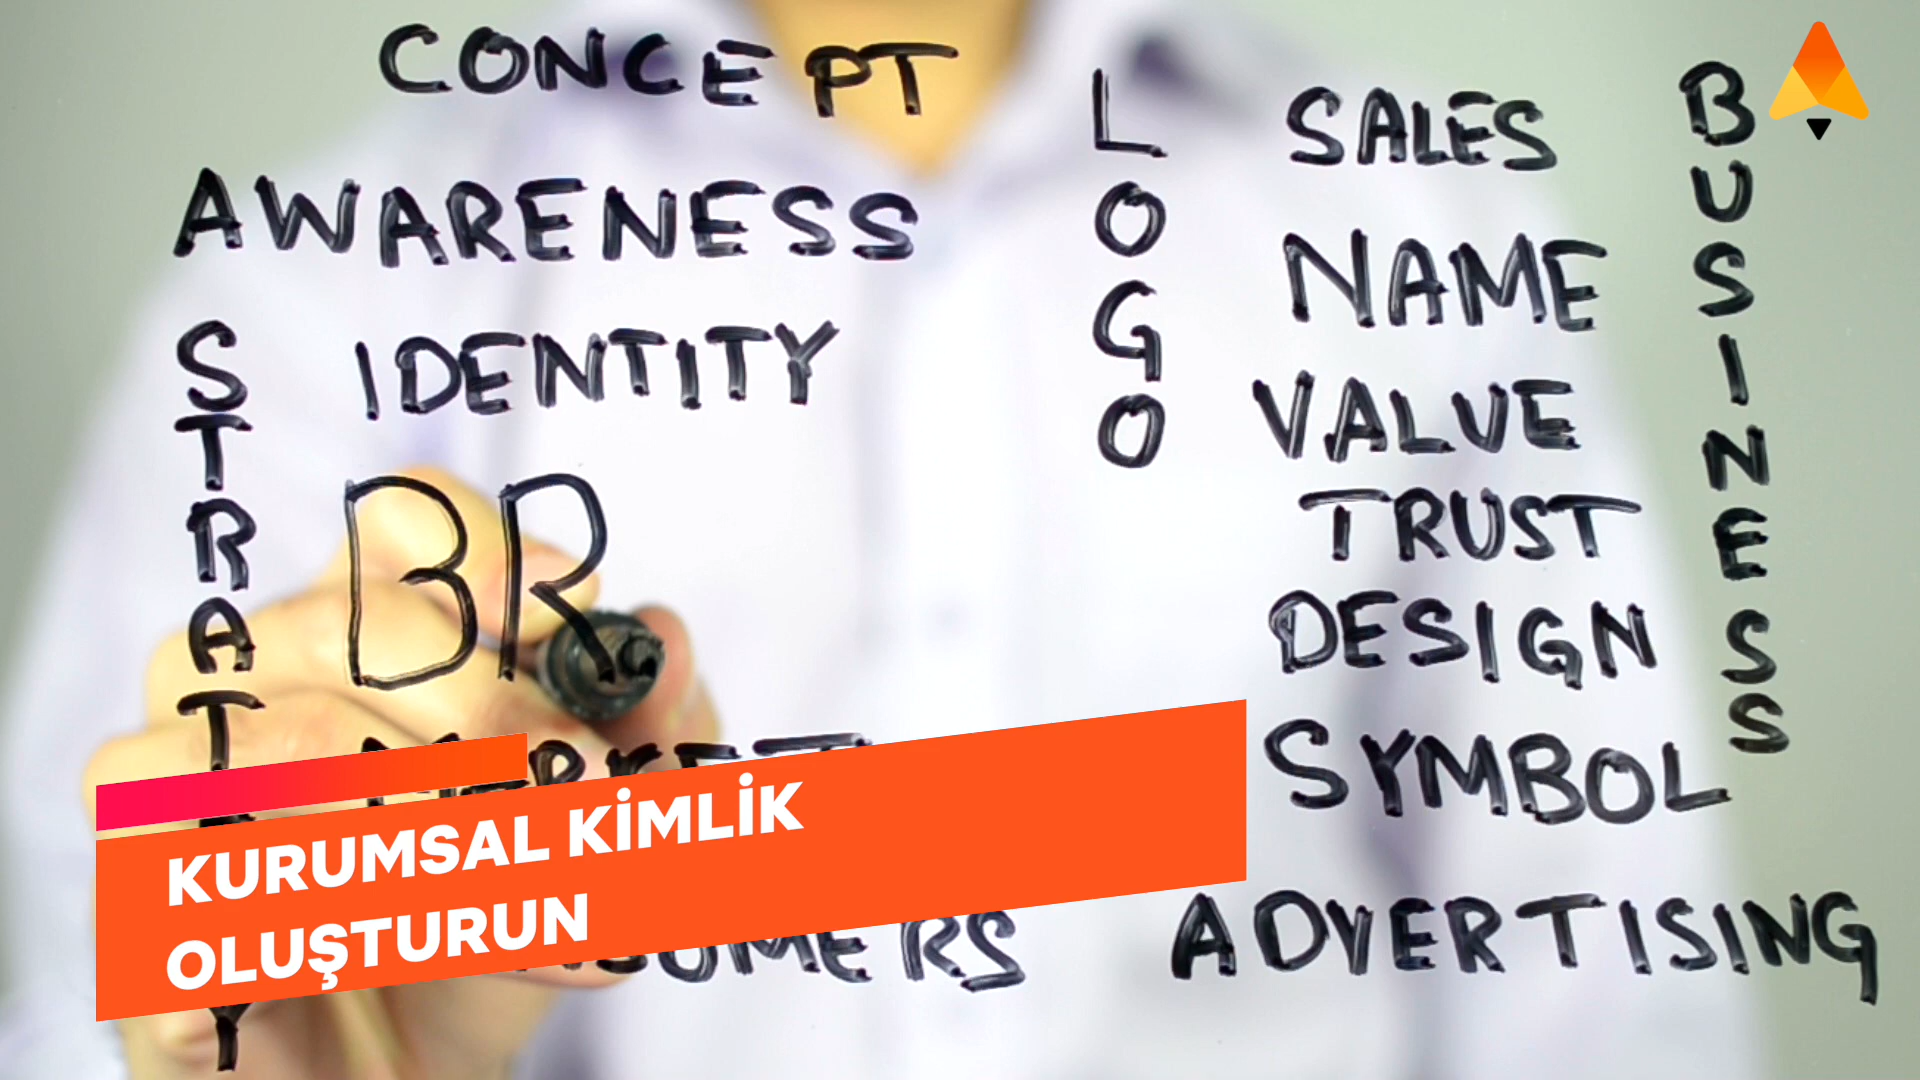 CONCEPT
AWARENESS
IDENTITY
BR
LOGO
SALES
NAME
VALUE
TRUST
DESIGN
SYMBOL
BUSINESS
ADVERTISING
KURUMSAL KİMLİK
OLUŞTURUN